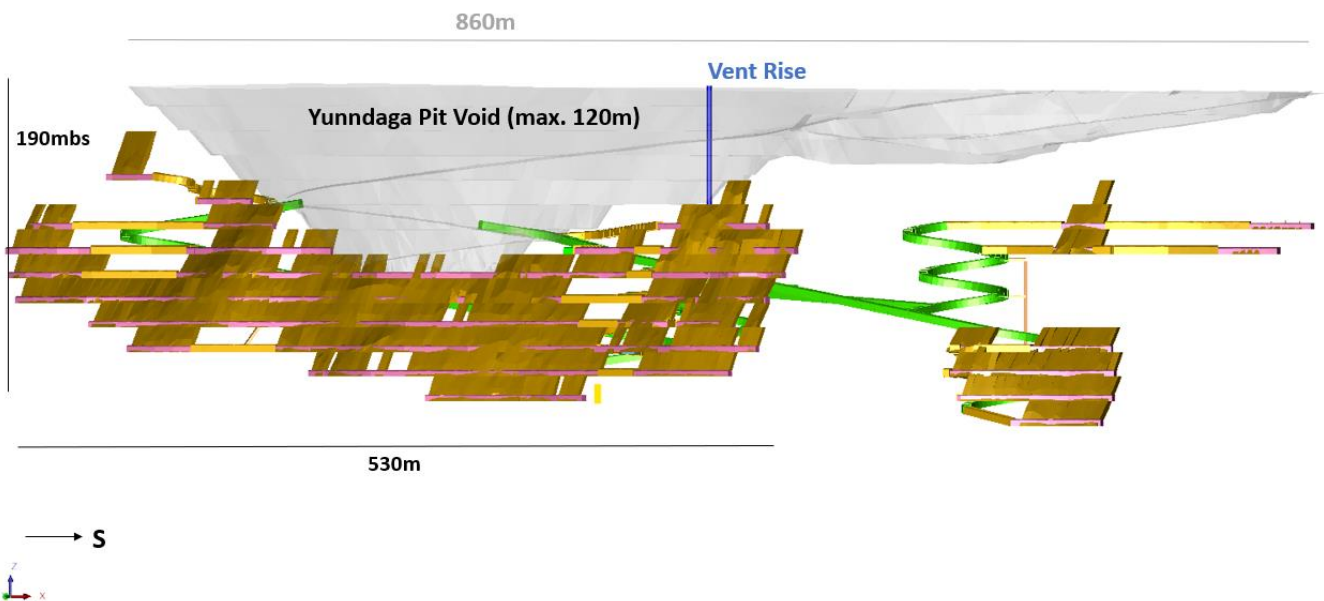 860m
Vent Rise
Yunndaga Pit Void (max. 120m)
190mbs
530m
S
Z
X